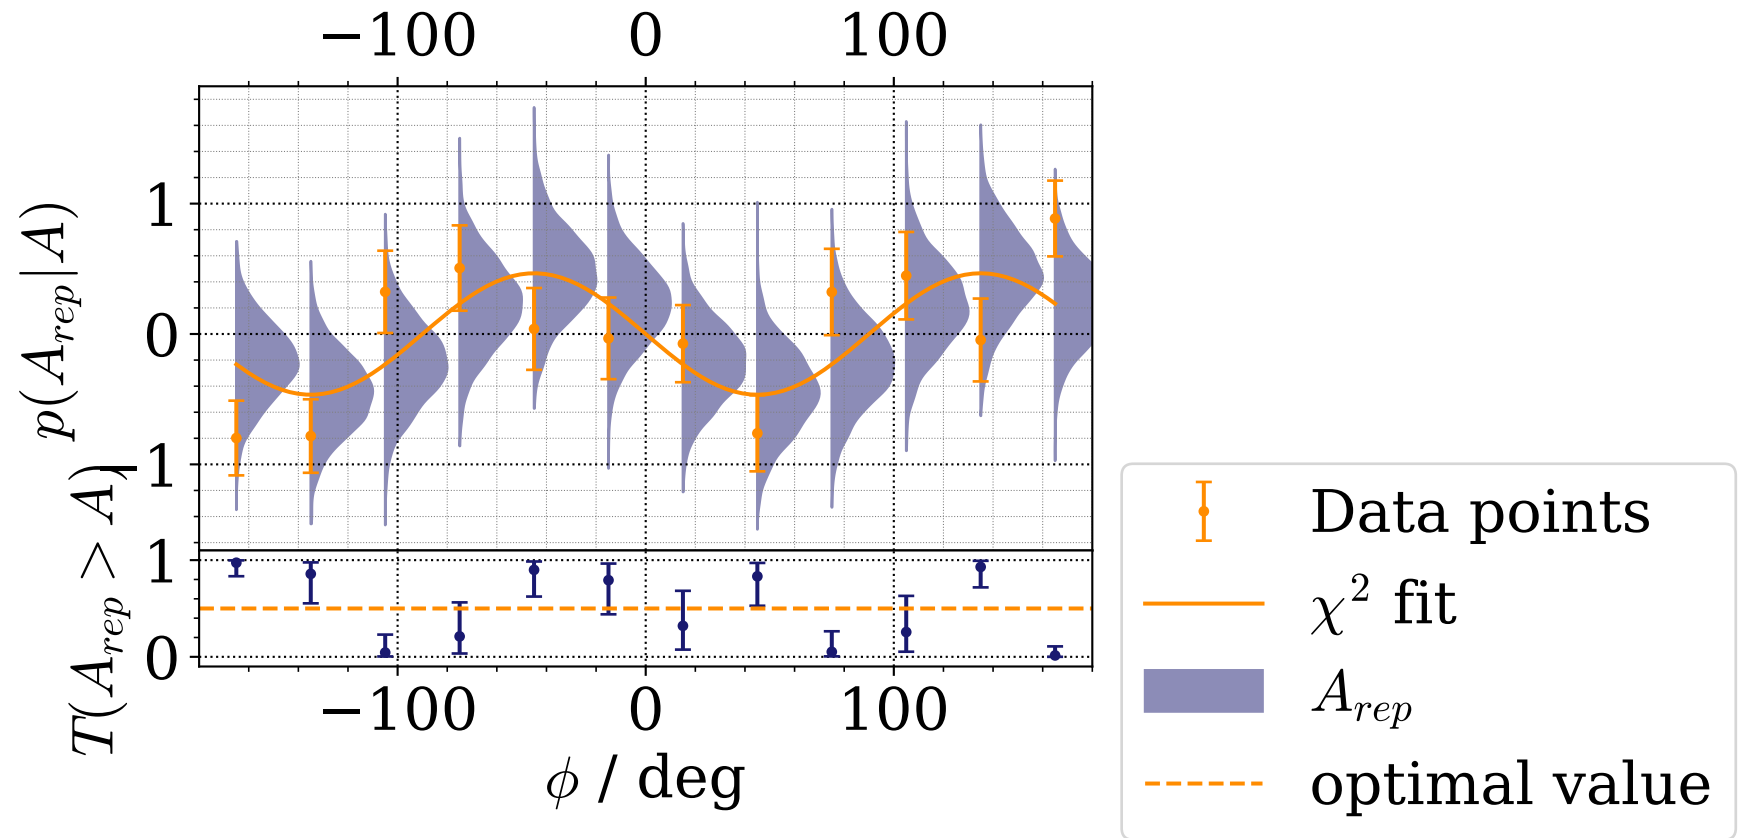 −100 0 100
p(A_rep|A)
1
0
−1
T(A_rep > A)
1
0
−100 0 100
ϕ / deg
Data points
χ² fit
A_rep
optimal value